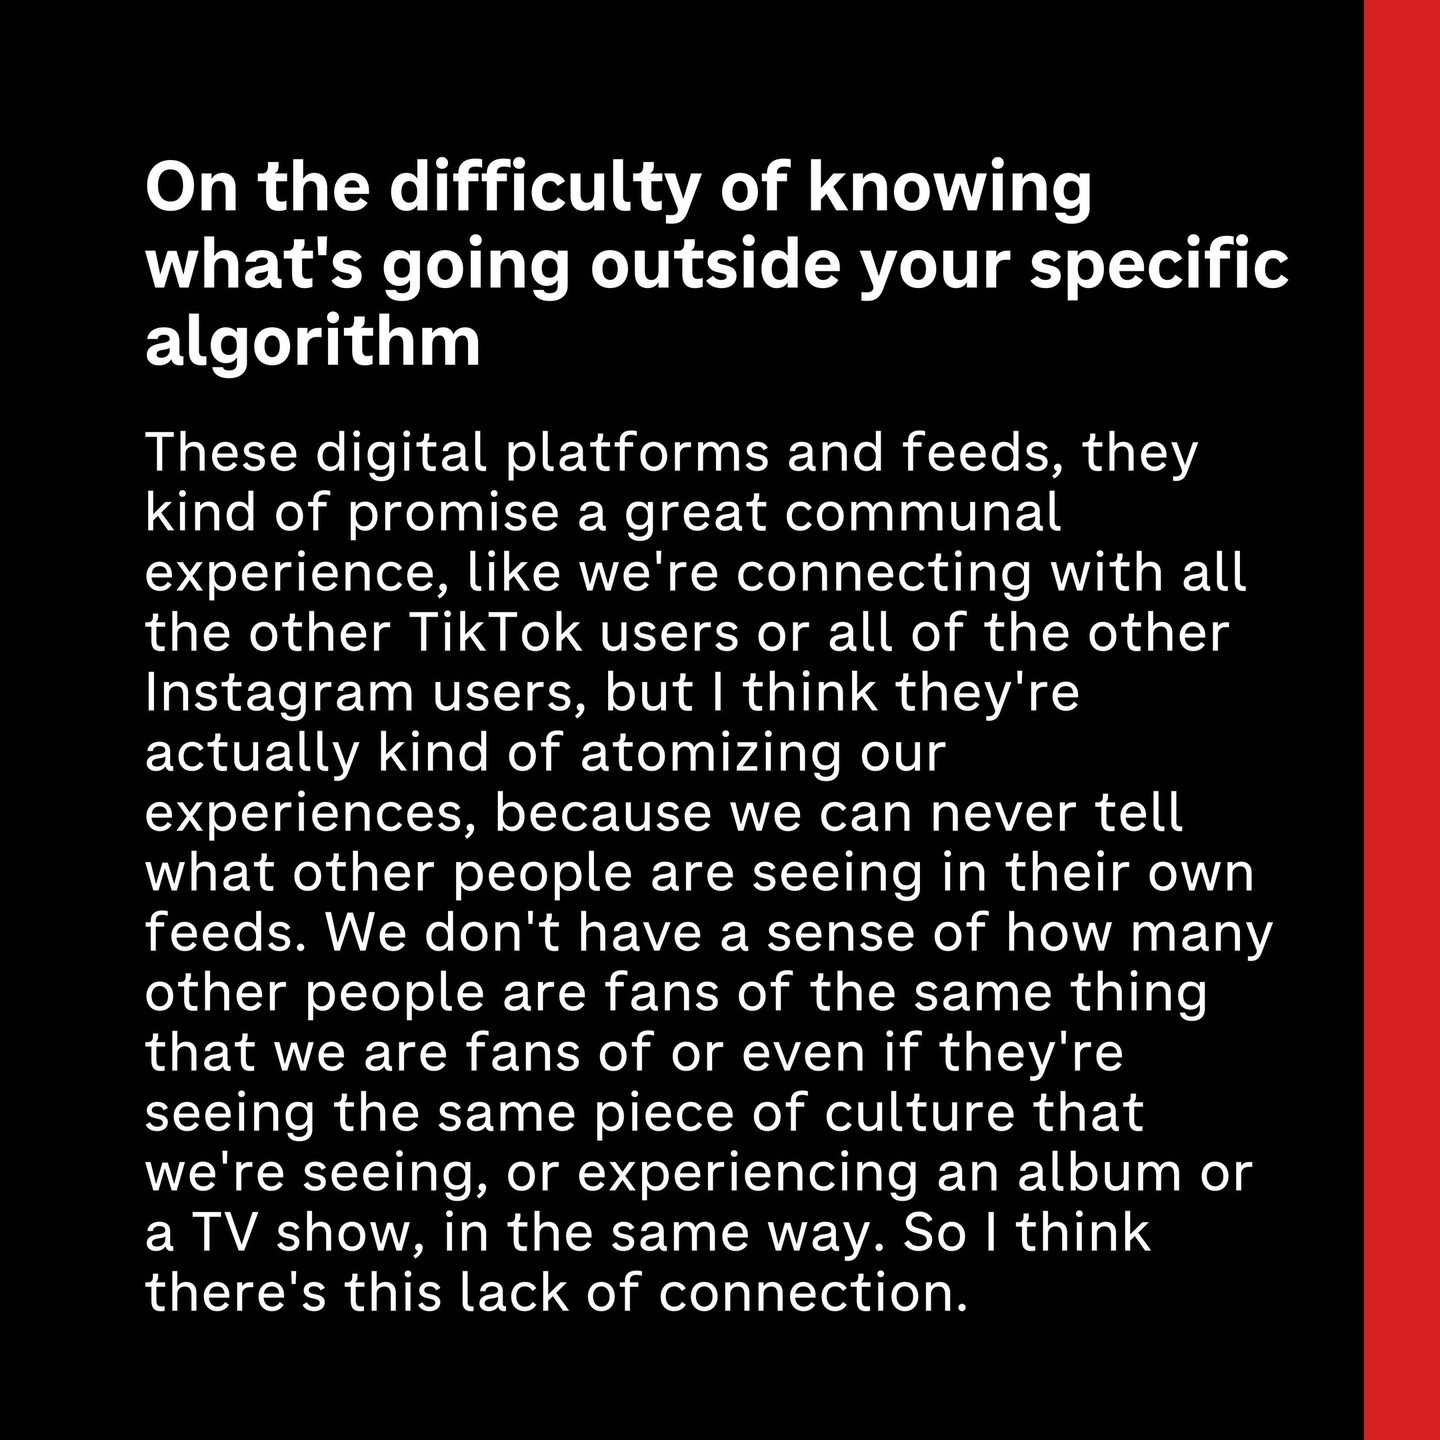 On the difficulty of knowing
what's going outside your specific
algorithm
These digital platforms and feeds, they
kind of promise a great communal
experience, like we're connecting with all
the other TikTok users or all of the other
Instagram users, but I think they're
actually kind of atomizing our
experiences, because we can never tell
what other people are seeing in their own
feeds. We don't have a sense of how many
other people are fans of the same thing
that we are fans of or even if they're
seeing the same piece of culture that
we're seeing, or experiencing an album or
a TV show, in the same way. So I think
there's this lack of connection.